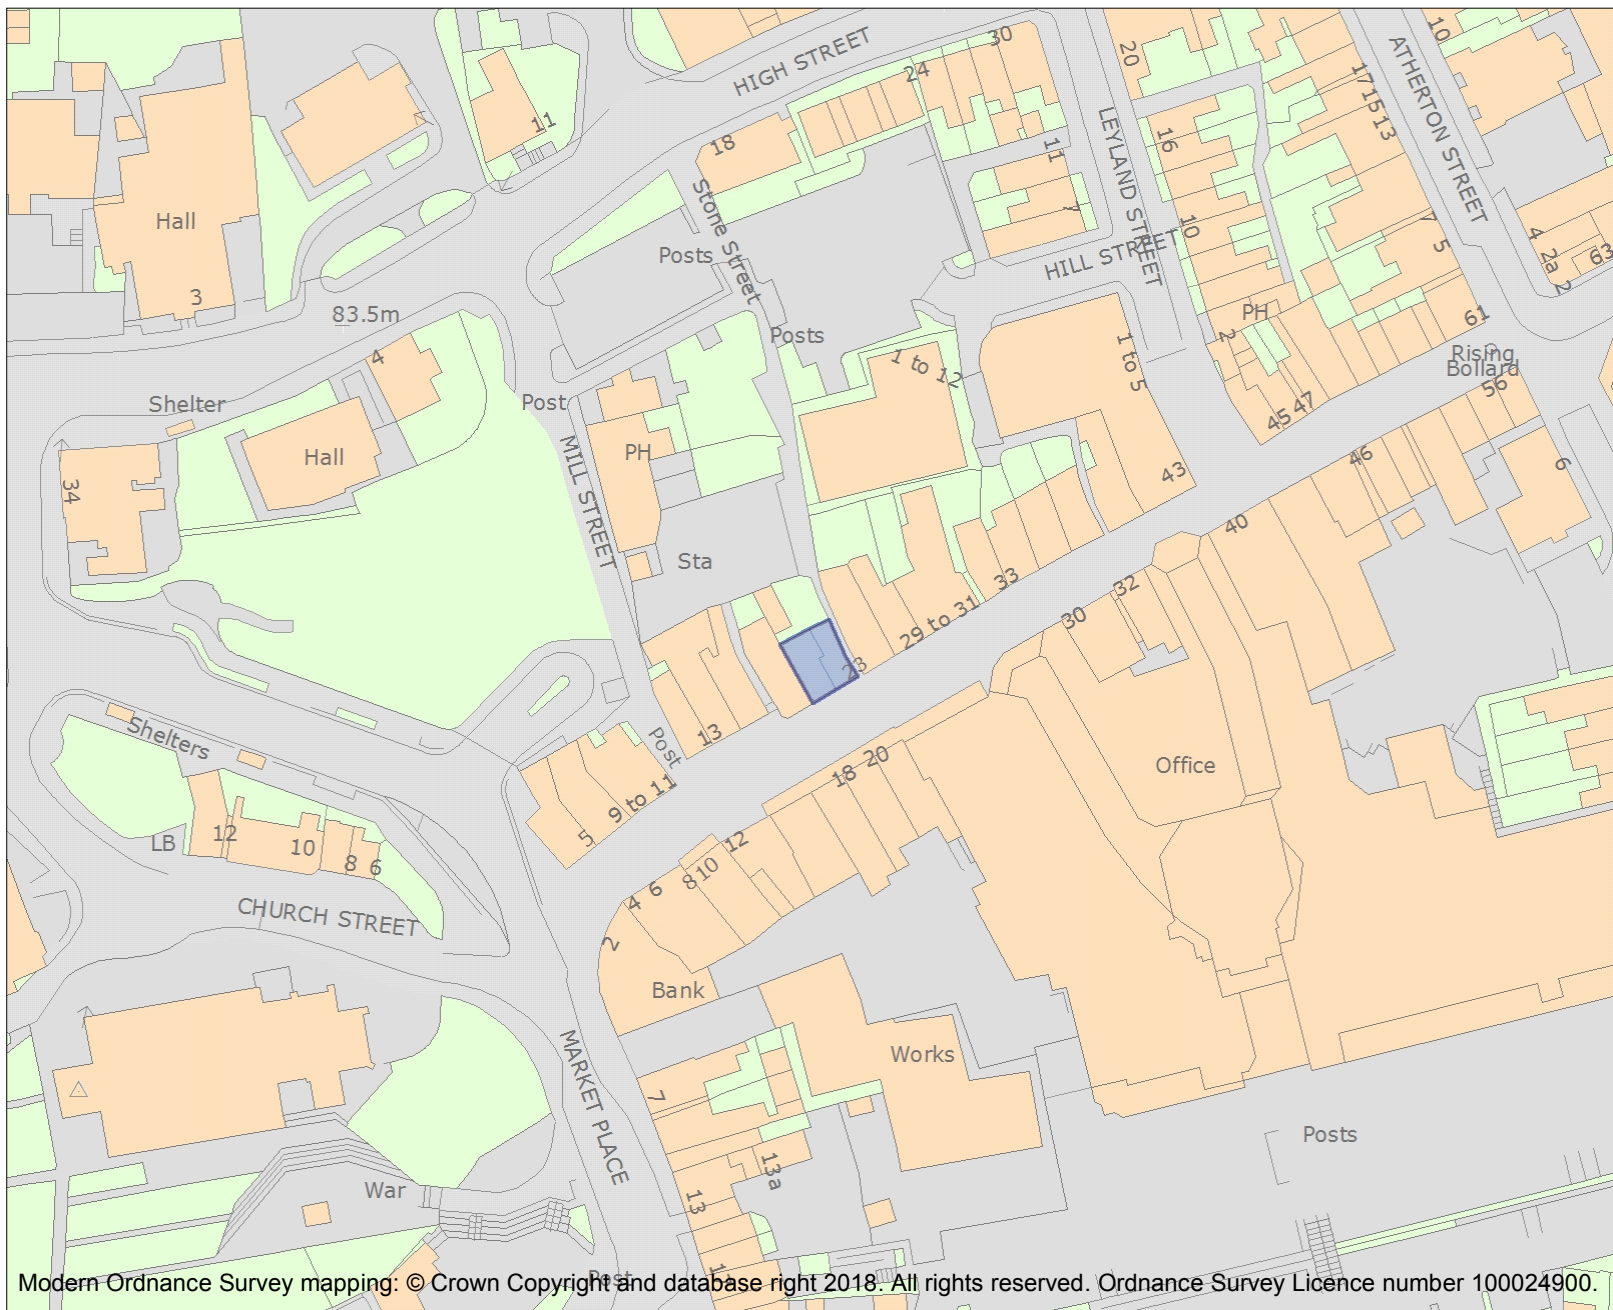 HIGH STREET
30
24
18
11
20
10
ATHERTON STREET
17
15
13
LEYLAND STREET
16
11
7
10
HILL STREET
Hall
3
83.5m
Stone Street
Posts
Posts
7
5
4
2a
2
63
PH
2
61
Rising
Bollard
56
45
47
1 to 5
1 to 12
4
Shelter
Post
Hall
PH
MILL STREET
34
43
46
6
40
Sta
33
32
30
29 to 31
23
13
Post
Shelters
9 to 11
5
18
20
Office
12
LB
12
10
8
6
10
8
6
4
2
CHURCH STREET
Bank
Works
MARKET PLACE
7
Posts
War
13a
13
Post
Modern Ordnance Survey mapping: © Crown Copyright and database right 2018. All rights reserved. Ordnance Survey Licence number 100024900.